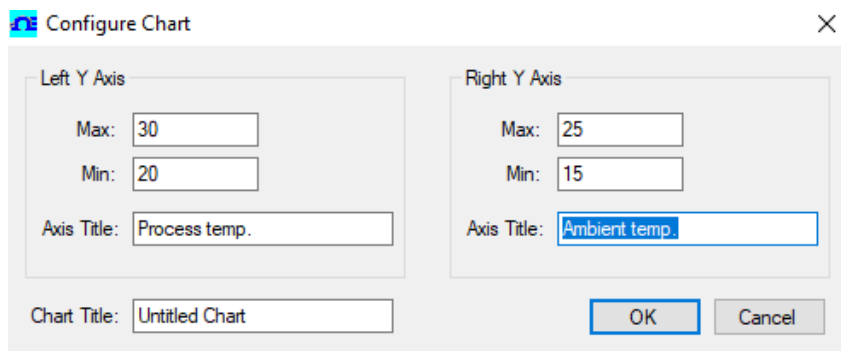 Configure Chart
Left Y Axis
Max: 30
Min: 20
Axis Title: Process temp.
Right Y Axis
Max: 25
Min: 15
Axis Title: Ambient temp.
Chart Title: Untitled Chart
OK
Cancel